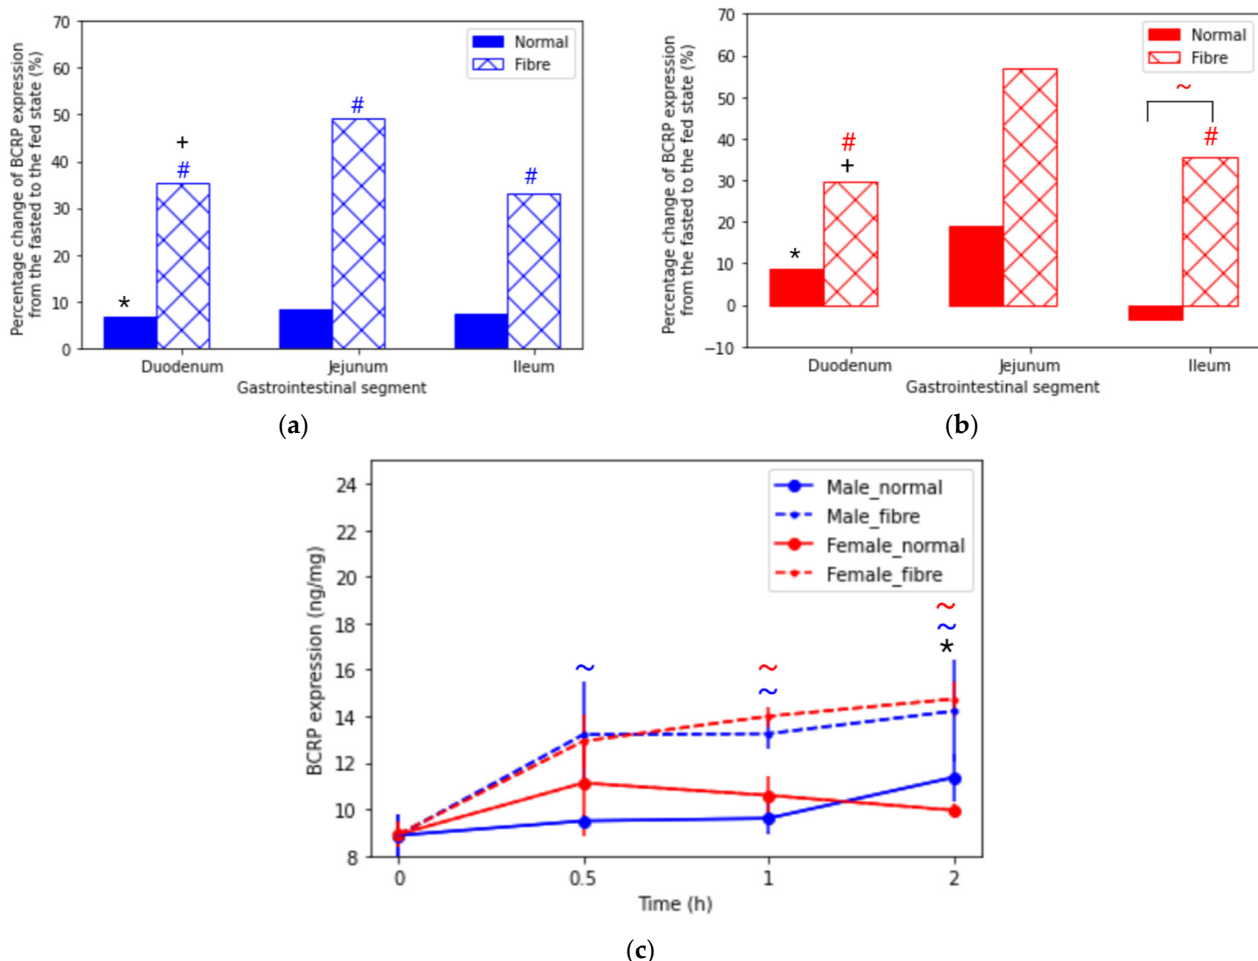 Percentage change of BCRP expression
from the fasted to the fed state (%)
70
60
50
40
30
20
10
0
Normal
Fibre
*
+
#
#
#
Duodenum
Jejunum
Ileum
Gastrointestinal segment
(a)
Percentage change of BCRP expression
from the fasted to the fed state (%)
70
60
50
40
30
20
10
0
−10
Normal
Fibre
*
#
+
~
#
Duodenum
Jejunum
Ileum
Gastrointestinal segment
(b)
BCRP expression (ng/mg)
24
22
20
18
16
14
12
10
8
Male_normal
Male_fibre
Female_normal
Female_fibre
~
~
~
~
~
*
0
0.5
1
2
Time (h)
(c)